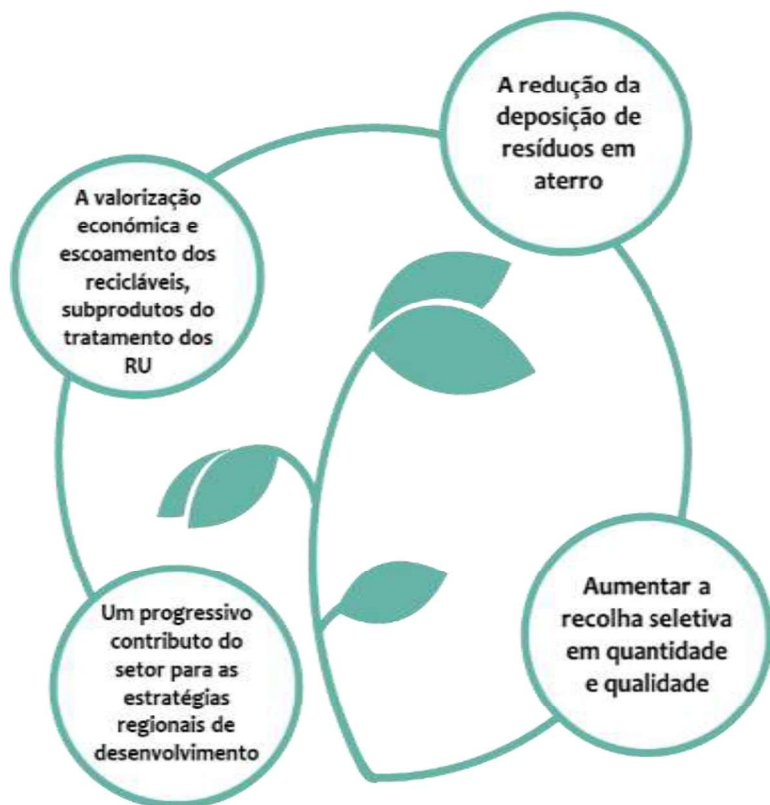 A redução da
deposição de
resíduos em
aterro
A valorização
económica e
escoamento dos
recicláveis,
subprodutos do
tratamento dos
RU
Um progressivo
contributo do
setor para as
estratégias
regionais de
desenvolvimento
Aumentar a
recolha seletiva
em quantidade
e qualidade